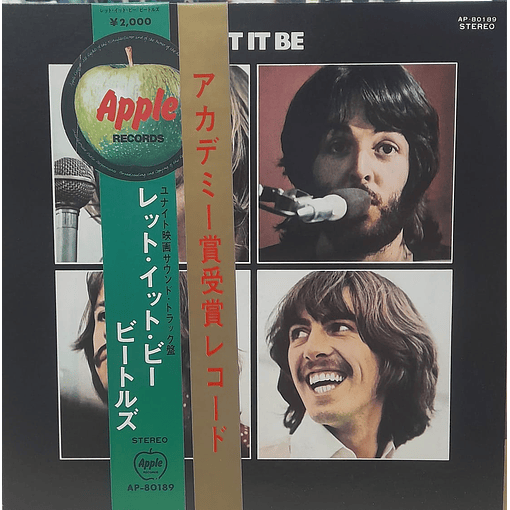 レット・イット・ビー/ビートルズ
¥2,000
AP-80189
STEREO
T IT BE
Apple
RECORDS
アカデミー賞受賞レコード
ユナイト映画サウンド・トラック盤
レット・イット・ビー
ビートルズ
STEREO
Apple
RECORDS
AP-80189